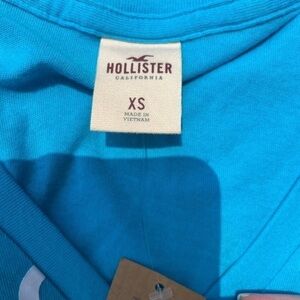 HOLLISTER
CALIFORNIA
XS
MADE IN
VIETNAM